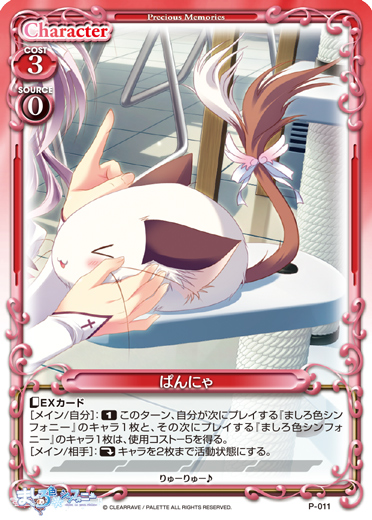 Precious Memories
Character
COST
3
SOURCE
0
ぱんにゃ
EXカード
[メイン/自分]:1このターン、自分が次にプレイする『ましろ色シン
フォニー』のキャラ1枚と、その次にプレイする『ましろ色シンフォ
ニー』のキャラ1枚は、使用コスト-5を得る。
[メイン/相手]:キャラを2枚まで活動状態にする。
りゅーりゅー♪
© CLEARRAVE / PALETTE ALL RIGHTS RESERVED.
P-011